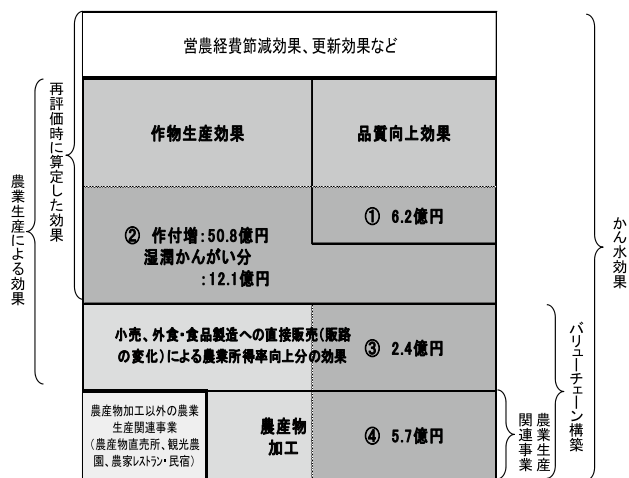 営農経費節減効果、更新効果など
再評価時に算定した効果
農業生産による効果
作物生産効果
品質向上効果
① 6.2億円
② 作付増:50.8億円
湿潤かんがい分
:12.1億円
かん水効果
小売、外食・食品製造への直接販売(販路
の変化)による農業所得率向上分の効果
③ 2.4億円
バリューチェーン構築
農産物加工以外の農業
生産関連事業
(農産物直売所、観光農
園、農家レストラン・民宿)
農産物
加工
④ 5.7億円
農業生産
関連事業